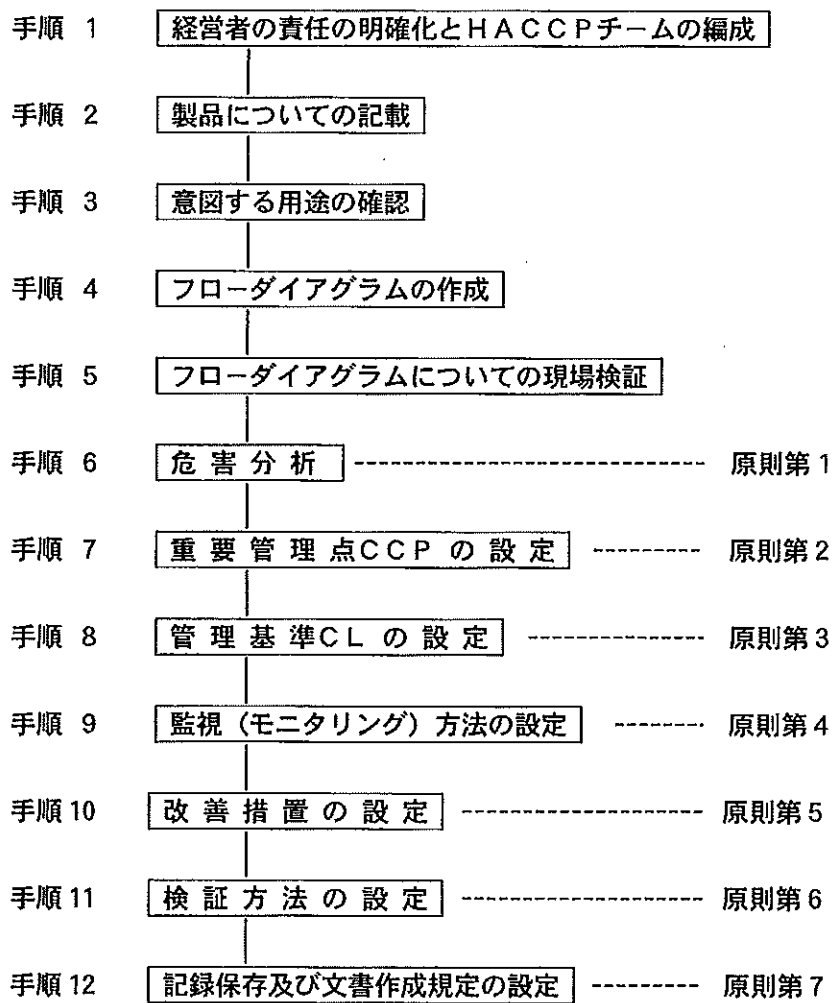 手順 1 経営者の責任の明確化とHACCPチームの編成
手順 2 製品についての記載
手順 3 意図する用途の確認
手順 4 フローダイアグラムの作成
手順 5 フローダイアグラムについての現場検証
手順 6 危害分析 原則第1
手順 7 重要管理点CCPの設定 原則第2
手順 8 管理基準CLの設定 原則第3
手順 9 監視（モニタリング）方法の設定 原則第4
手順10 改善措置の設定 原則第5
手順11 検証方法の設定 原則第6
手順12 記録保存及び文書作成規定の設定 原則第7